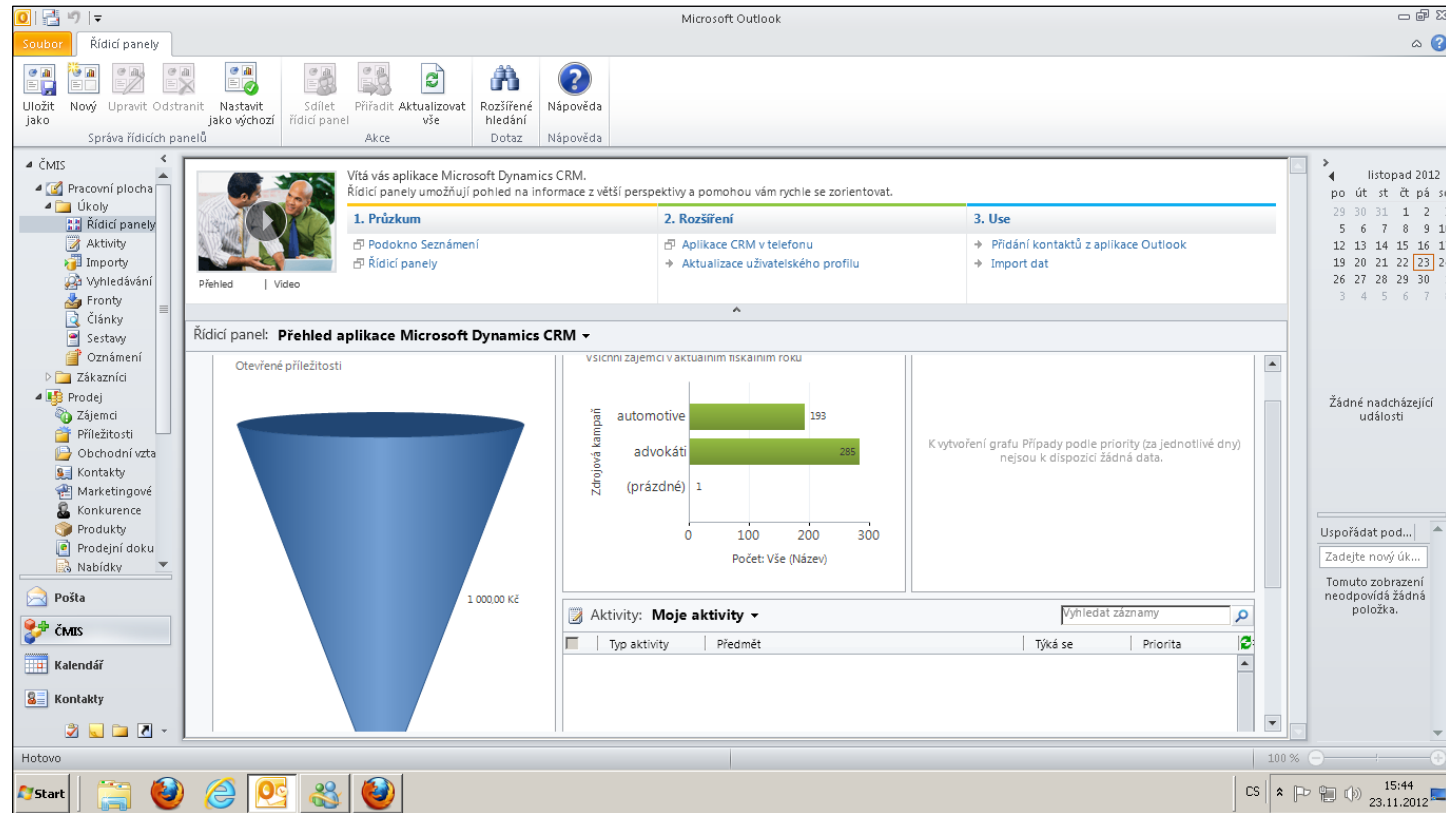 Microsoft Outlook
Soubor
Řídicí panely
Uložit jako
Nový
Upravit
Odstranit
Nastavit jako výchozí
Sdílet řídicí panel
Přiřadit
Aktualizovat vše
Rozšířené hledání
Nápověda
Správa řídicích panelů
Akce
Dotaz
Nápověda
ČMIS
Pracovní plocha
Úkoly
Řídicí panely
Aktivity
Importy
Vyhledávání
Fronty
Články
Sestavy
Oznámení
Zákazníci
Prodej
Zájemci
Příležitosti
Obchodní vzta
Kontakty
Marketingové
Konkurence
Produkty
Prodejní doku
Nabídky
Pošta
ČMIS
Kalendář
Kontakty
Vítá vás aplikace Microsoft Dynamics CRM.
Řídicí panely umožňují pohled na informace z větší perspektivy a pomohou vám rychle se zorientovat.
1. Průzkum
2. Rozšíření
3. Use
Podokno Seznámení
Aplikace CRM v telefonu
Přidání kontaktů z aplikace Outlook
Řídicí panely
Aktualizace uživatelského profilu
Import dat
Přehled | Video
Řídicí panel: Přehled aplikace Microsoft Dynamics CRM
Otevřené příležitosti
1 000,00 Kč
Všichni zájemci v aktuálním fiskálním roku
Zdrojová kampaň
automotive 193
advokáti 285
(prázdné) 1
0 100 200 300
Počet: Vše (Název)
K vytvoření grafu Případy podle priority (za jednotlivé dny)
nejsou k dispozici žádná data.
Aktivity: Moje aktivity
Vyhledat záznamy
Typ aktivity
Předmět
Týká se
Priorita
listopad 2012
po út st čt pá
29 30 31 1 2
5 6 7 8 9
12 13 14 15 16
19 20 21 22 23
26 27 28 29 30
3 4 5 6 7
Žádné nadcházející
události
Uspořádat pod...
Zadejte nový úk...
Tomuto zobrazení
neodpovídá žádná
položka.
Hotovo
100 %
Start
CS
15:44
23.11.2012